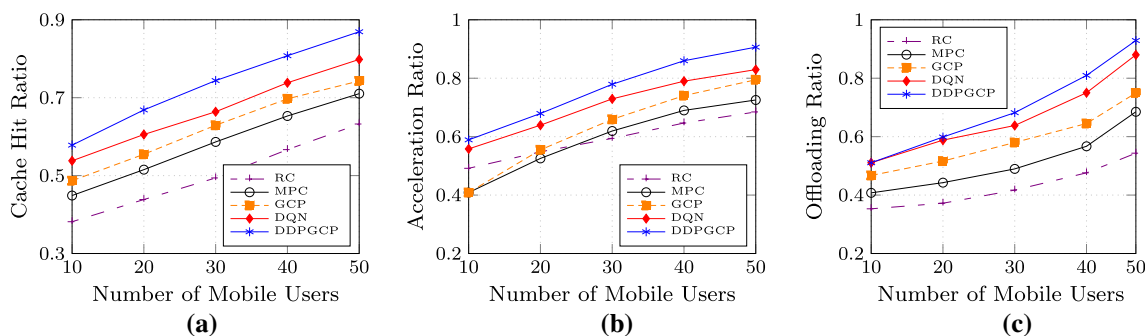 0.9
0.7
0.5
0.3
10
20
30
40
50
Cache Hit Ratio
Number of Mobile Users
RC
MPC
GCP
DQN
DDPGCP
(a)
1
0.8
0.6
0.4
0.2
10
20
30
40
50
Acceleration Ratio
Number of Mobile Users
RC
MPC
GCP
DQN
DDPGCP
(b)
1
0.8
0.6
0.4
0.2
10
20
30
40
50
Offloading Ratio
Number of Mobile Users
RC
MPC
GCP
DQN
DDPGCP
(c)